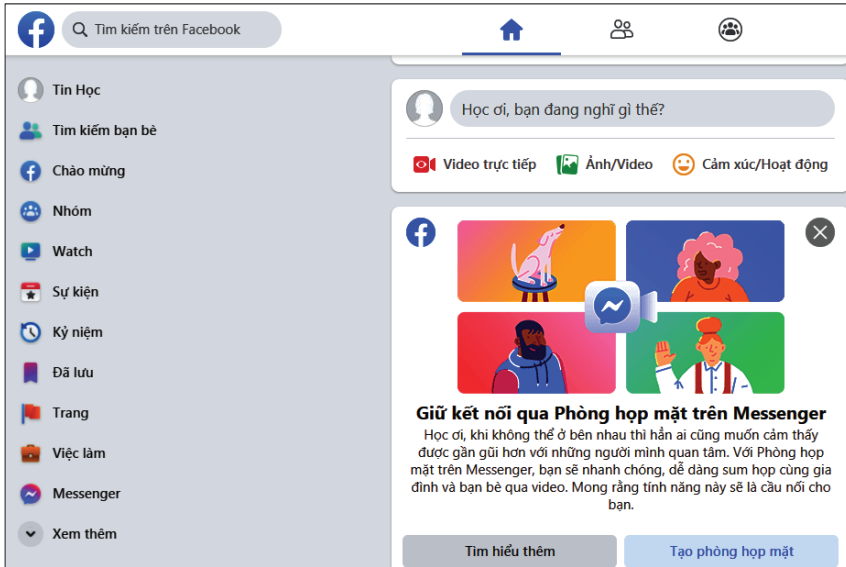 Tìm kiếm trên Facebook
Tin Học
Tìm kiếm bạn bè
Chào mừng
Nhóm
Watch
Sự kiện
Kỷ niệm
Đã lưu
Trang
Việc làm
Messenger
Xem thêm
Học ơi, bạn đang nghĩ gì thế?
Video trực tiếp Ảnh/Video Cảm xúc/Hoạt động
Giữ kết nối qua Phòng họp mặt trên Messenger
Học ơi, khi không thể ở bên nhau thì hẳn ai cũng muốn cảm thấy
được gần gũi hơn với những người mình quan tâm. Với Phòng họp
mặt trên Messenger, bạn sẽ nhanh chóng, dễ dàng sum họp cùng gia
đình và bạn bè qua video. Mong rằng tính năng này sẽ là cầu nối cho
bạn.
Tìm hiểu thêm Tạo phòng họp mặt